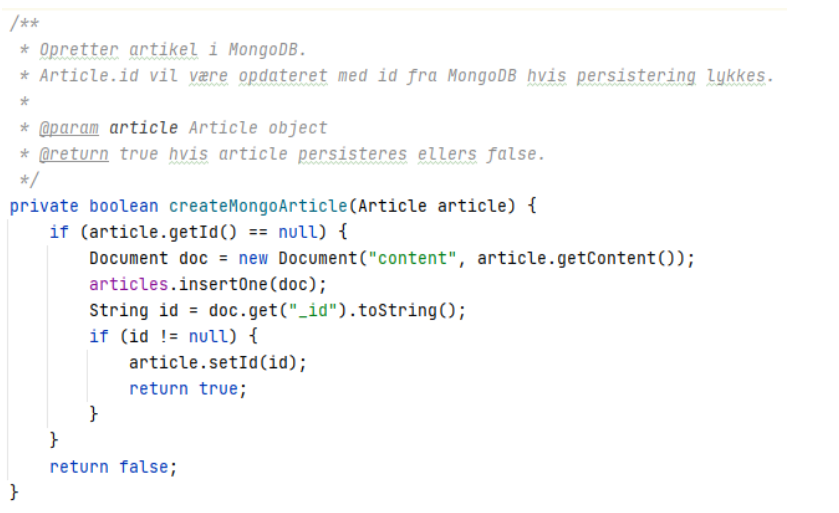 /**
 * Opretter artikel i MongoDB.
 * Article.id vil være opdateret med id fra MongoDB hvis persistering lykkes.
 *
 * @param article Article object
 * @return true hvis article persisteres ellers false.
 */
private boolean createMongoArticle(Article article) {
    if (article.getId() == null) {
        Document doc = new Document("content", article.getContent());
        articles.insertOne(doc);
        String id = doc.get("_id").toString();
        if (id != null) {
            article.setId(id);
            return true;
        }
    }
    return false;
}